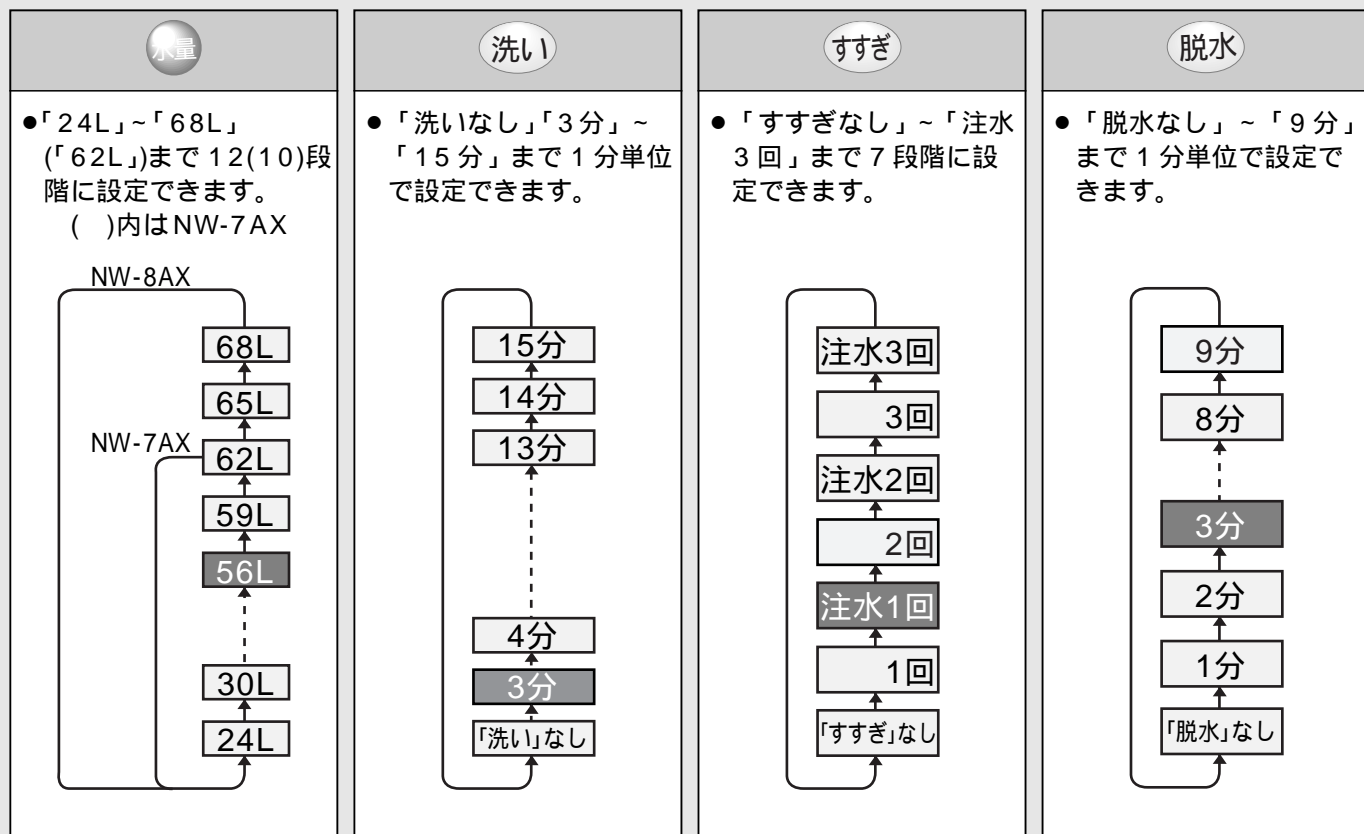 水量
●「24L」~「68L」
(「62L」)まで12(10)段
階に設定できます。
(　)内はNW-7AX
NW-8AX
68L
65L
NW-7AX
62L
59L
56L
30L
24L
洗い
●「洗いなし」「3分」~
「15分」まで1分単位
で設定できます。
15分
14分
13分
4分
3分
「洗い」なし
すすぎ
●「すすぎなし」~「注水
3回」まで7段階に設
定できます。
注水3回
3回
注水2回
2回
注水1回
1回
「すすぎ」なし
脱水
●「脱水なし」~「9分」
まで1分単位で設定で
きます。
9分
8分
3分
2分
1分
「脱水」なし